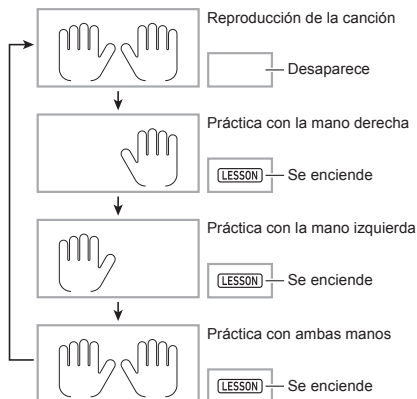 Reproducción de la canción
Desaparece
Práctica con la mano derecha
LESSON Se enciende
Práctica con la mano izquierda
LESSON Se enciende
Práctica con ambas manos
LESSON Se enciende